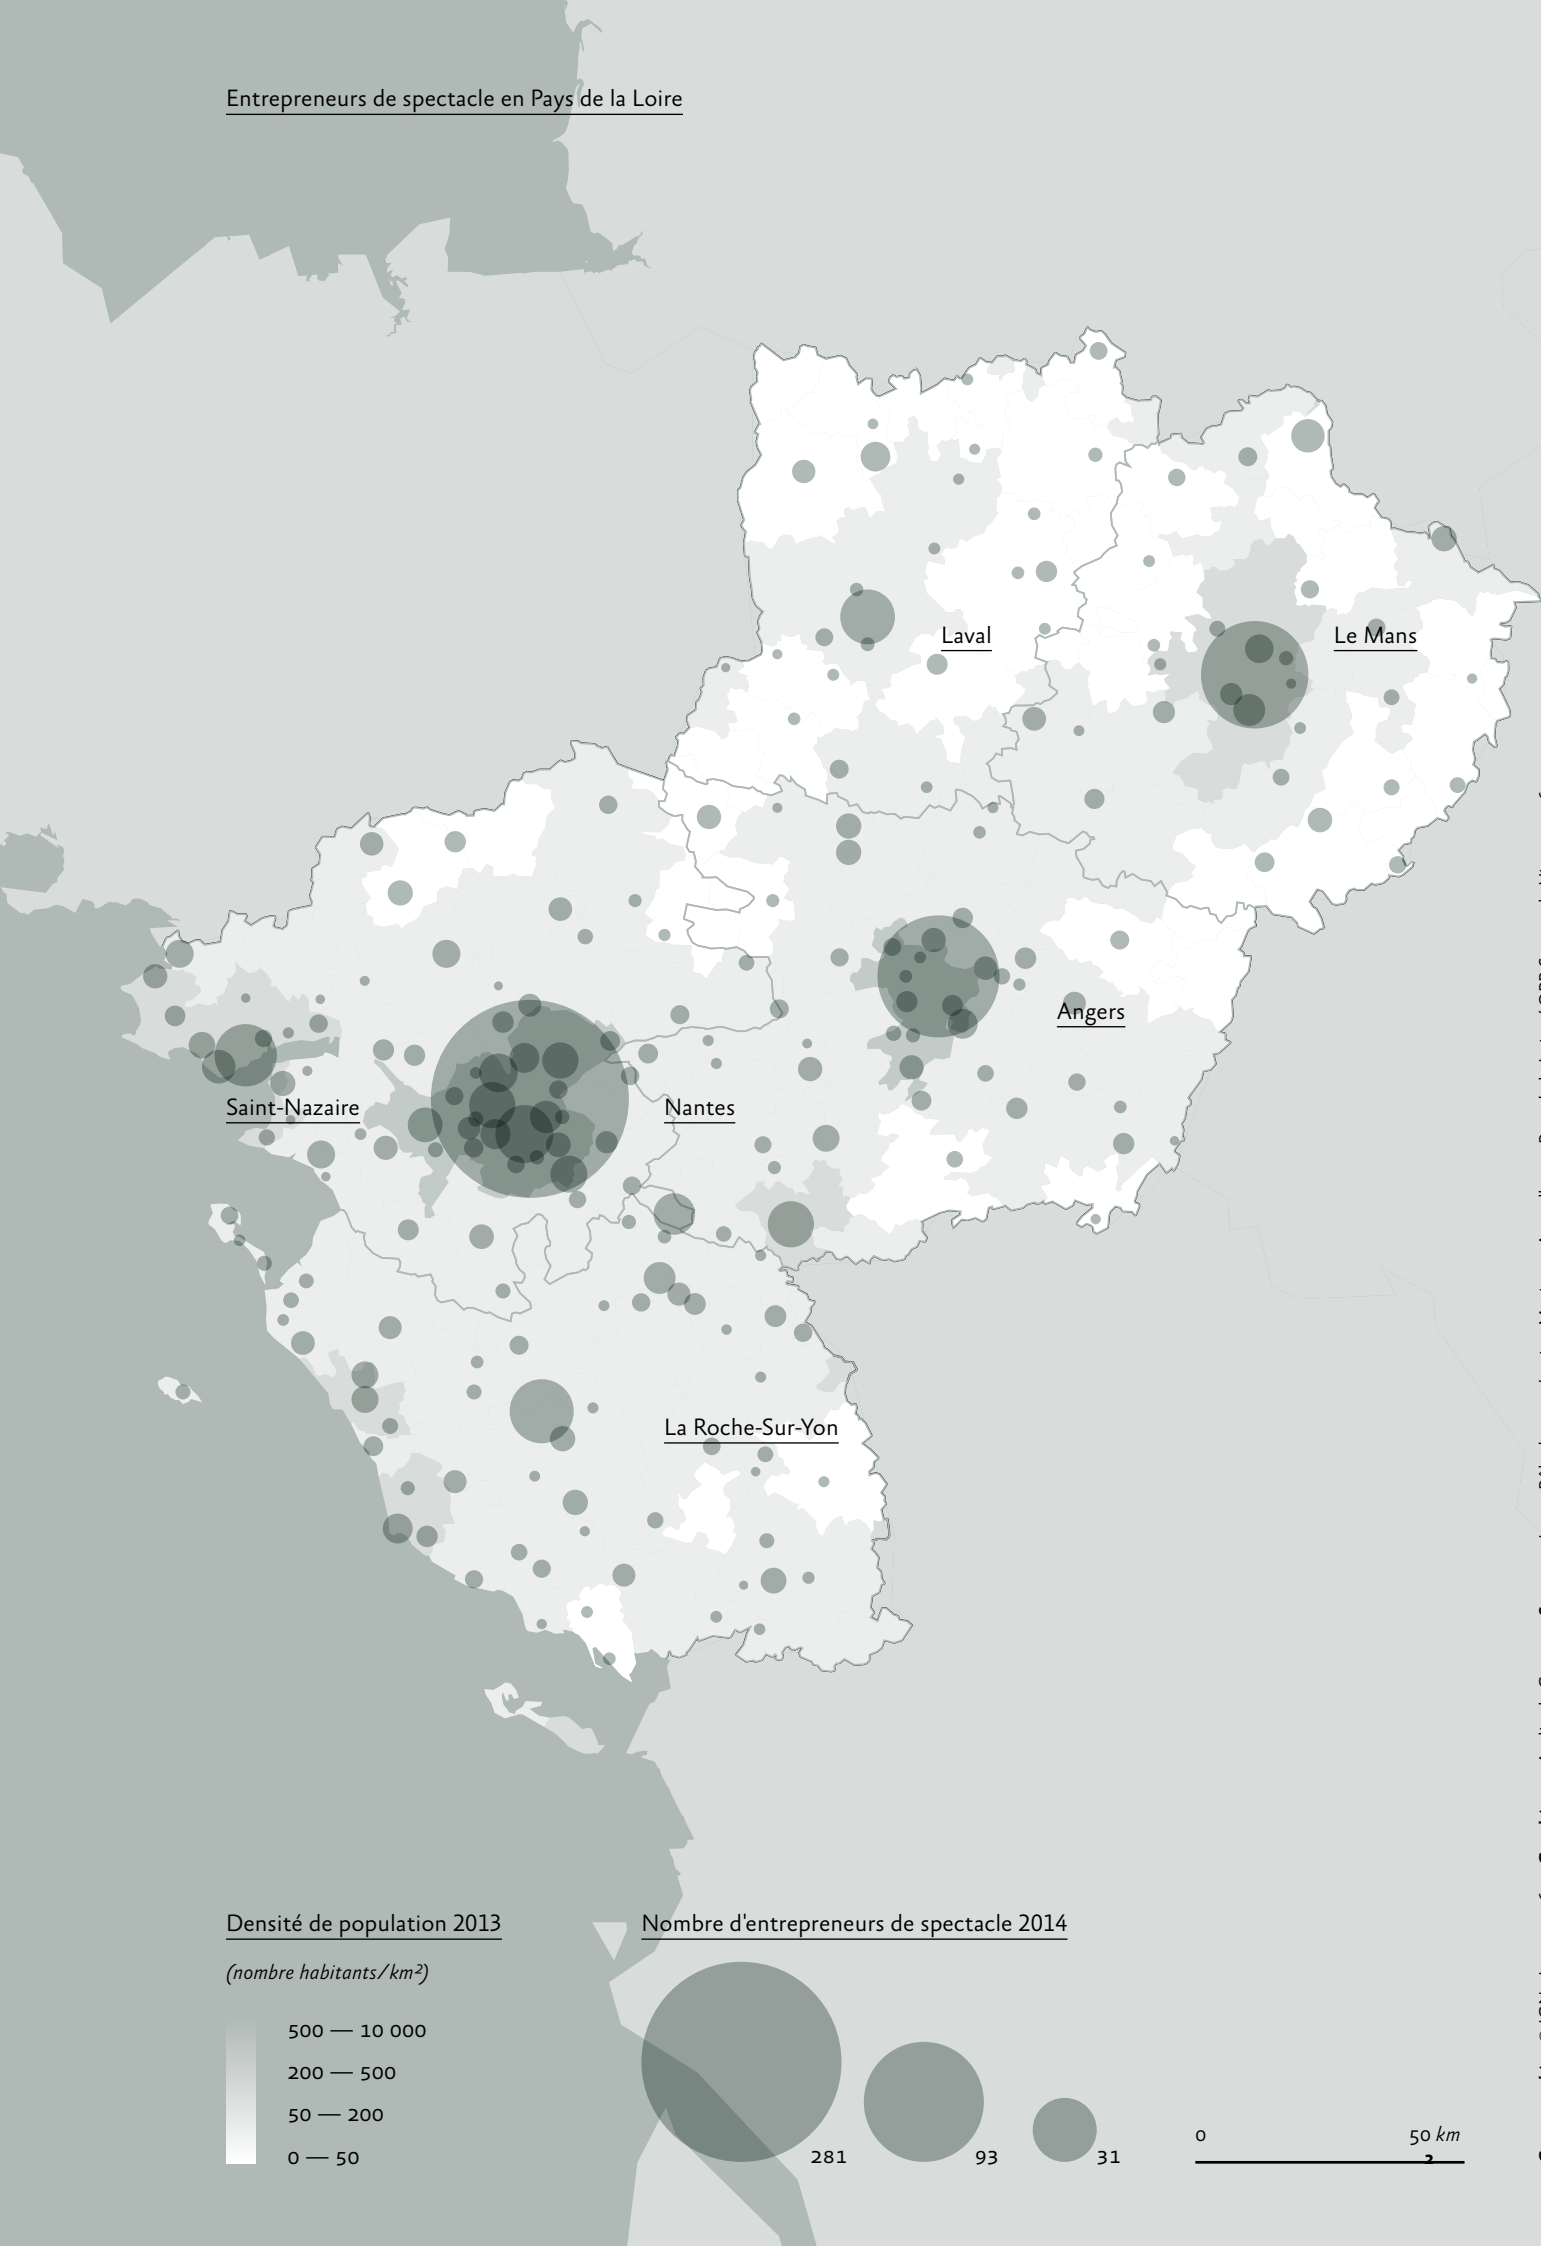 Entrepreneurs de spectacle en Pays de la Loire
Laval
Le Mans
Angers
Saint-Nazaire
Nantes
La Roche-Sur-Yon
Densité de population 2013
(nombre habitants/km²)
500 — 10 000
200 — 500
50 — 200
0 — 50
Nombre d'entrepreneurs de spectacle 2014
281
93
31
0
50 km
2